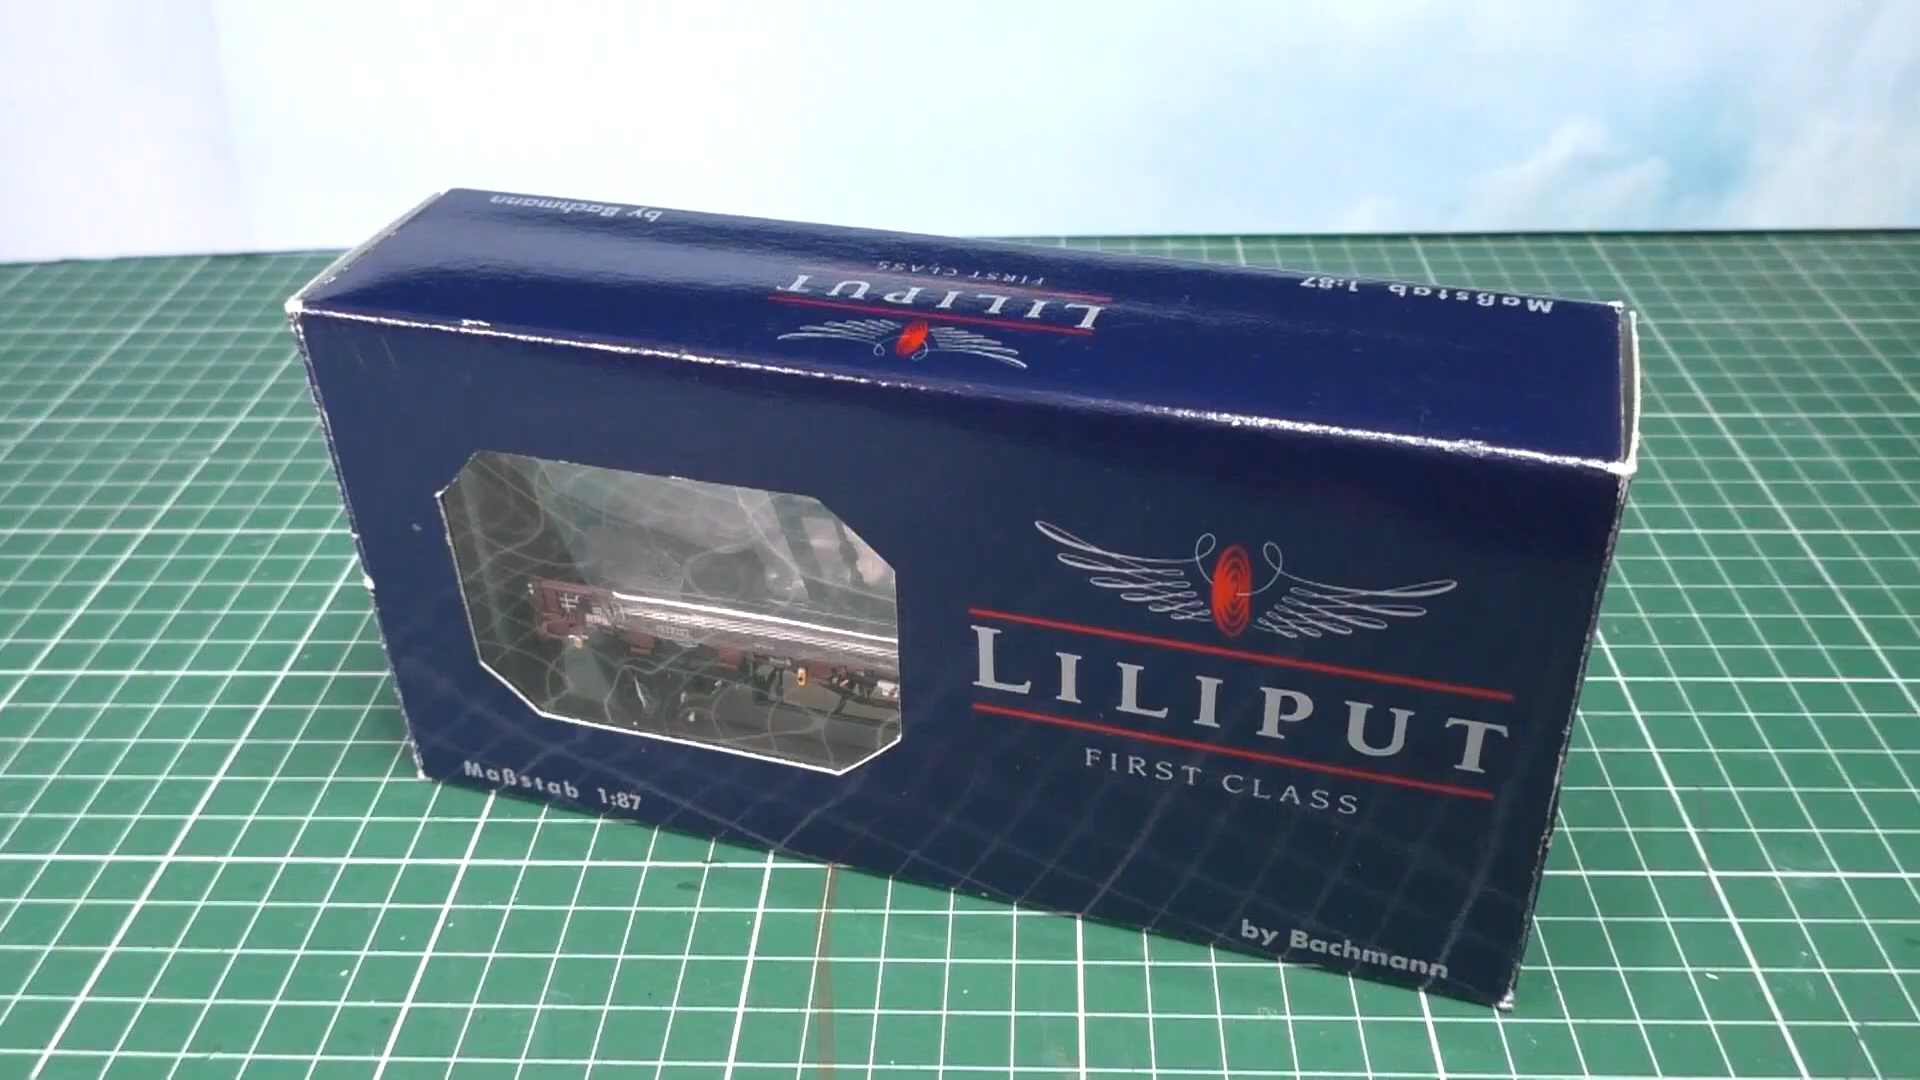 by Bachmann
FIRST CLASS
LILIPUT
Maßstab 1:87
LILIPUT
FIRST CLASS
Maßstab 1:87
by Bachmann